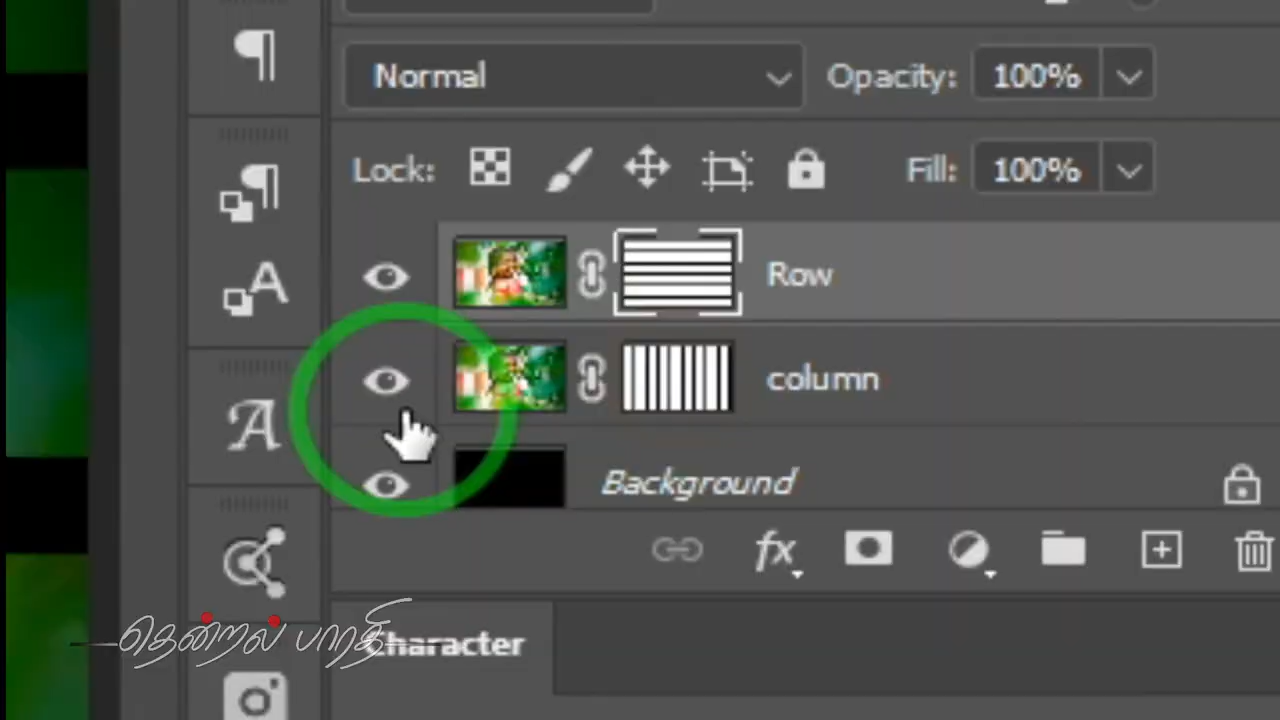 Normal
Opacity: 100%
Lock:
Fill: 100%
Row
column
Background
fx
தென்றல் பாரதி
Character